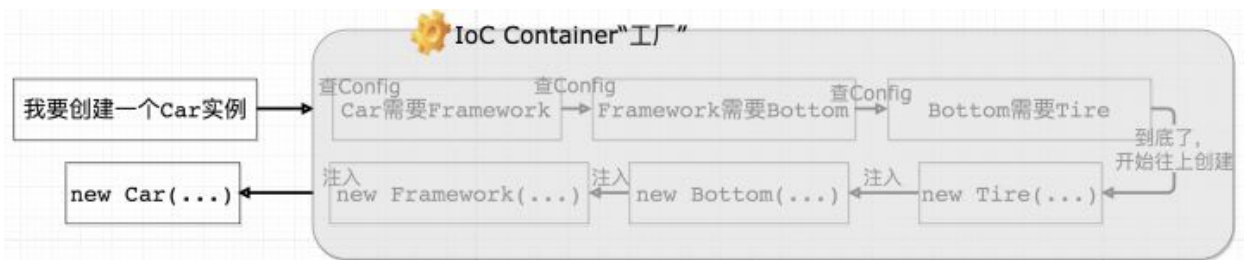 IoC Container“工厂”
我要创建一个Car实例
查Config
Car需要Framework
查Config
Framework需要Bottom
查Config
Bottom需要Tire
到底了，
开始往上创建
new Tire(...)
注入
new Bottom(...)
注入
new Framework(...)
注入
new Car(...)